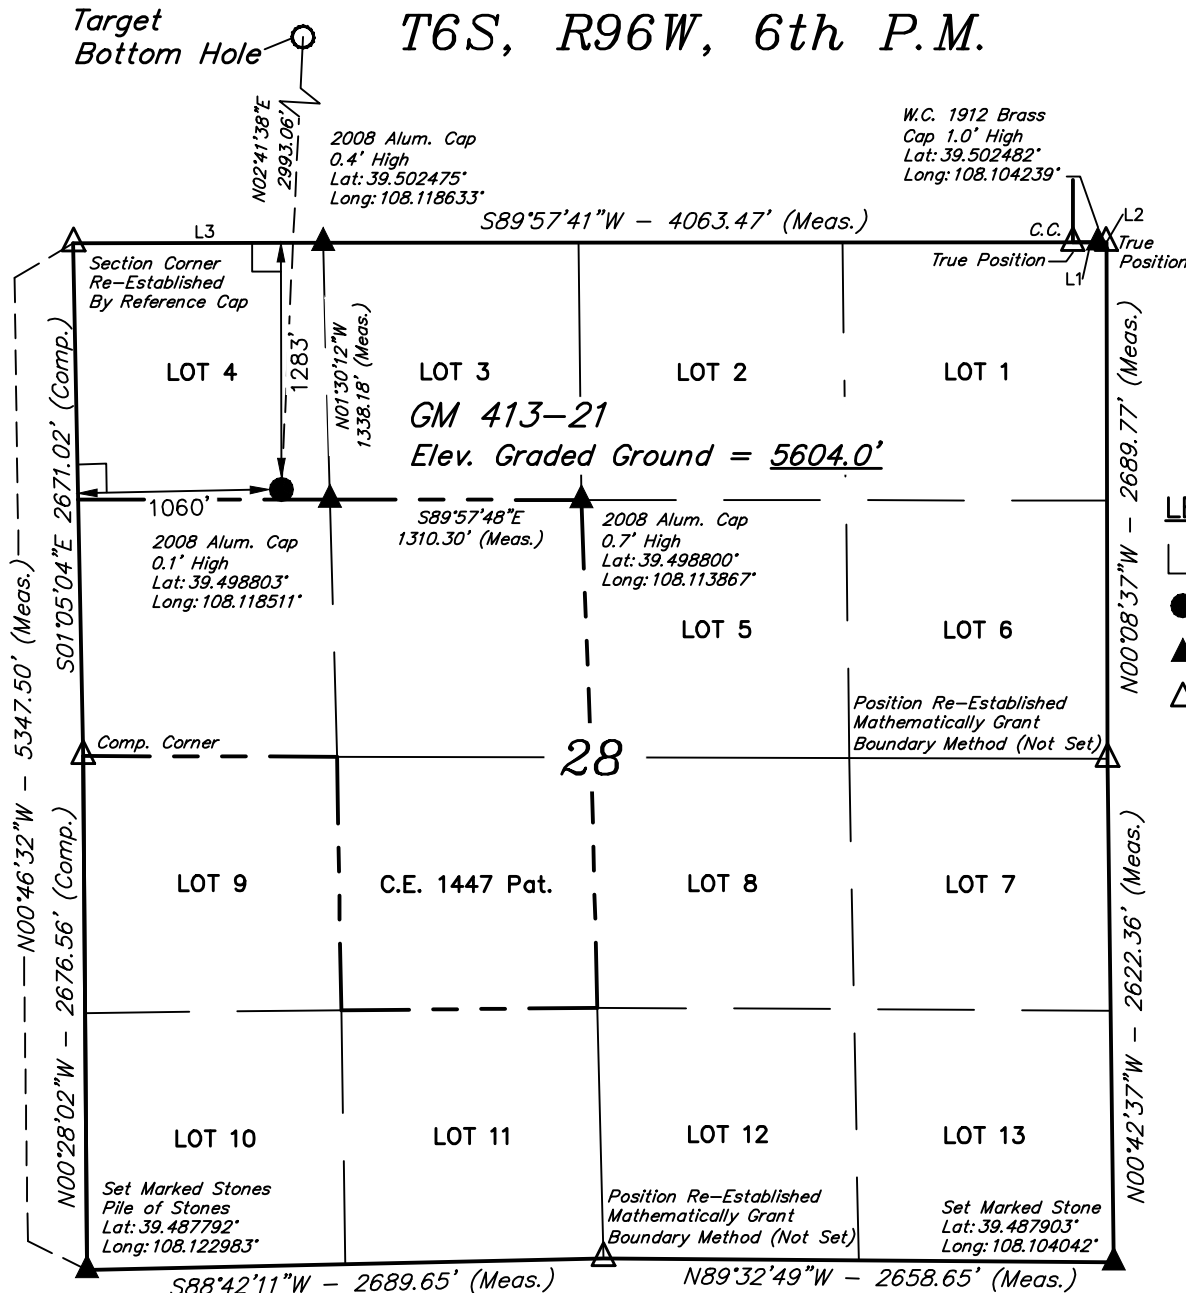 Target
Bottom Hole
T6S, R96W, 6th P.M.
N02°41'38"E
2993.06'
2008 Alum. Cap
0.4' High
Lat: 39.502475°
Long: 108.118633°
W.C. 1912 Brass
Cap 1.0' High
Lat: 39.502482°
Long: 108.104239°
S89°57'41"W - 4063.47' (Meas.)
L3
C.C.
L2
True
Position
True Position
L1
Section Corner
Re-Established
By Reference Cap
LOT 4
1283'
N01°30'12"W
1338.18' (Meas.)
LOT 3
LOT 2
LOT 1
GM 413-21
Elev. Graded Ground = 5604.0'
S01°05'04"E 2671.02' (Comp.)
N00°08'37"W - 2689.77' (Meas.)
1060'
S89°57'48"E
1310.30' (Meas.)
2008 Alum. Cap
0.1' High
Lat: 39.498803°
Long: 108.118511°
2008 Alum. Cap
0.7' High
Lat: 39.498800°
Long: 108.113867°
LOT 5
LOT 6
N00°46'32"W - 5347.50' (Meas.)
Comp. Corner
28
Position Re-Established
Mathematically Grant
Boundary Method (Not Set)
LOT 9
C.E. 1447 Pat.
LOT 8
LOT 7
N00°28'02"W - 2676.56' (Comp.)
N00°42'37"W - 2622.36' (Meas.)
LOT 10
LOT 11
LOT 12
LOT 13
Set Marked Stones
Pile of Stones
Lat: 39.487792°
Long: 108.122983°
Position Re-Established
Mathematically Grant
Boundary Method (Not Set)
Set Marked Stone
Lat: 39.487903°
Long: 108.104042°
S88°42'11"W - 2689.65' (Meas.)
N89°32'49"W - 2658.65' (Meas.)